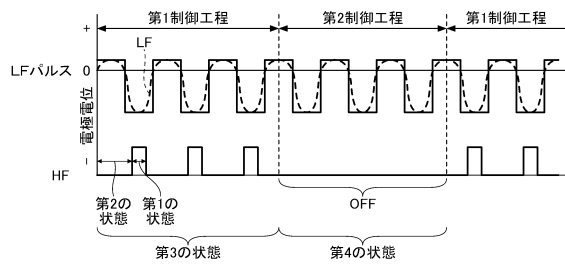 第1制御工程 第2制御工程 第1制御工程
+
LF
LFパルス 0
電極電位
-
HF
第2の状態 第1の状態
OFF
第3の状態 第4の状態